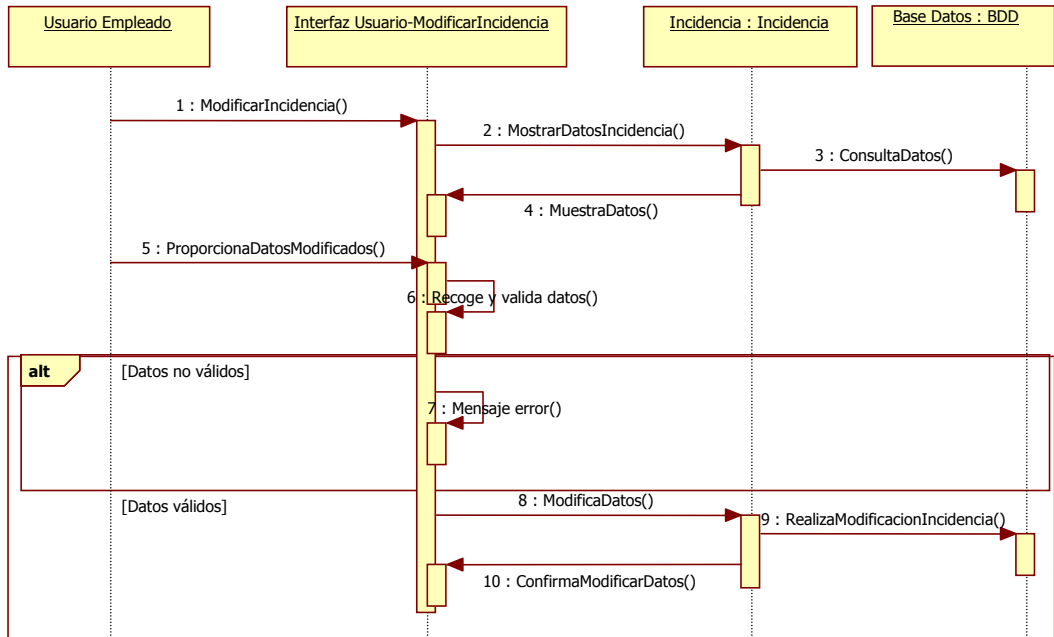 Usuario Empleado
Interfaz Usuario-ModificarIncidencia
Incidencia : Incidencia
Base Datos : BDD
1 : ModificarIncidencia()
2 : MostrarDatosIncidencia()
3 : ConsultaDatos()
4 : MuestraDatos()
5 : ProporcionaDatosModificados()
6 : Recoge y valida datos()
alt
[Datos no válidos]
7 : Mensaje error()
[Datos válidos]
8 : ModificaDatos()
9 : RealizaModificacionIncidencia()
10 : ConfirmaModificarDatos()